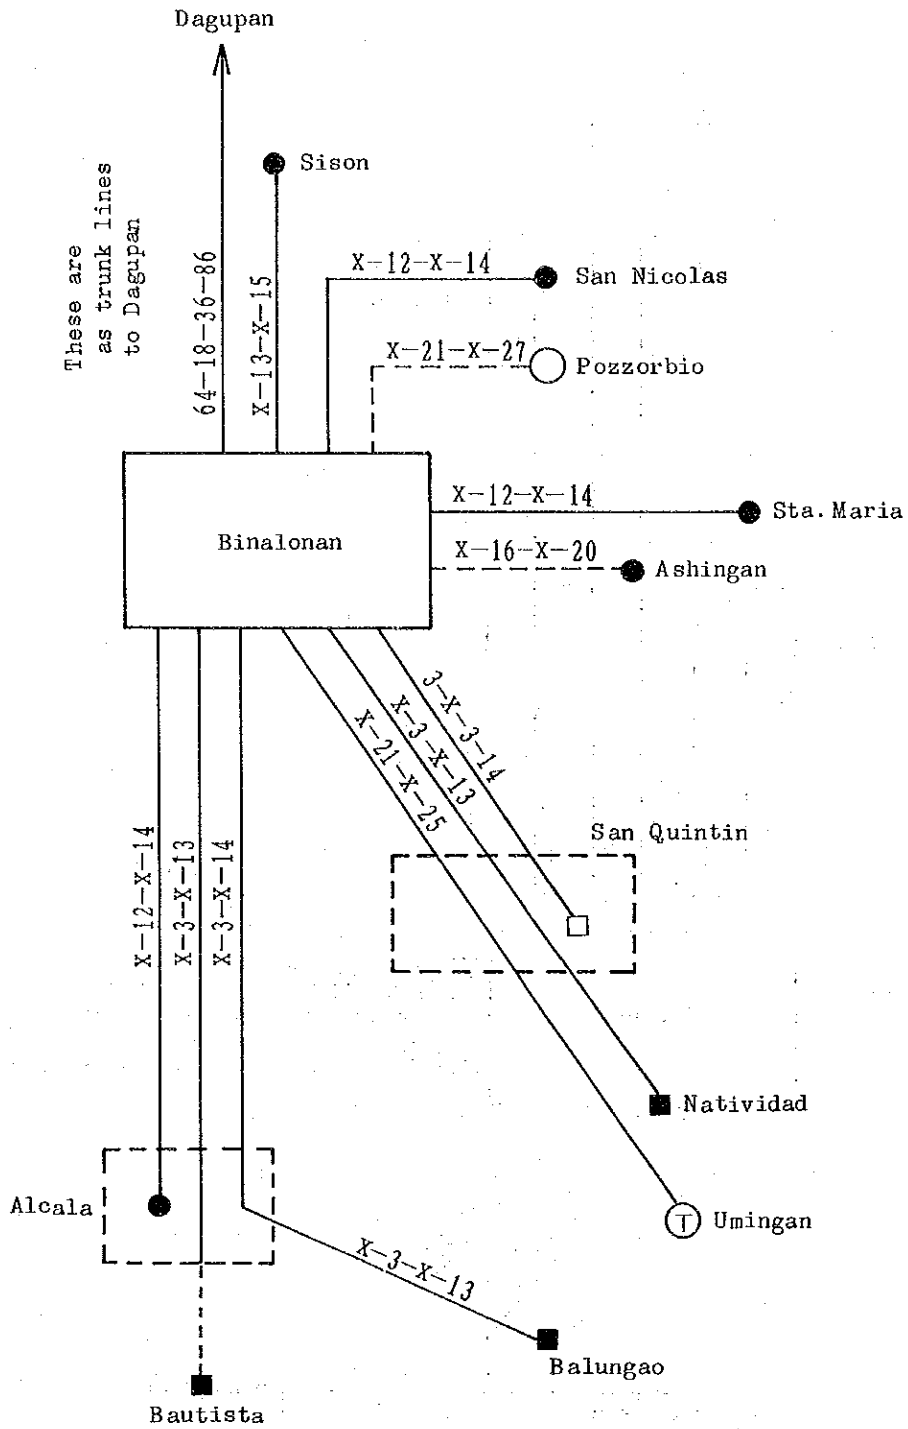 Dagupan
These are
as trunk lines
to Dagupan
64-18-36-86
X-13-X-15
Sison
X-12-X-14
San Nicolas
X-21-X-27
Pozzorbio
Binalonan
X-12-X-14
Sta. Maria
X-16-X-20
Ashingan
3-X-3-14
X-3-X-13
X-21-X-25
San Quintin
X-12-X-14
X-3-X-13
X-3-X-14
Natividad
Alcala
T
Umingan
X-3-X-13
Balungao
Bautista